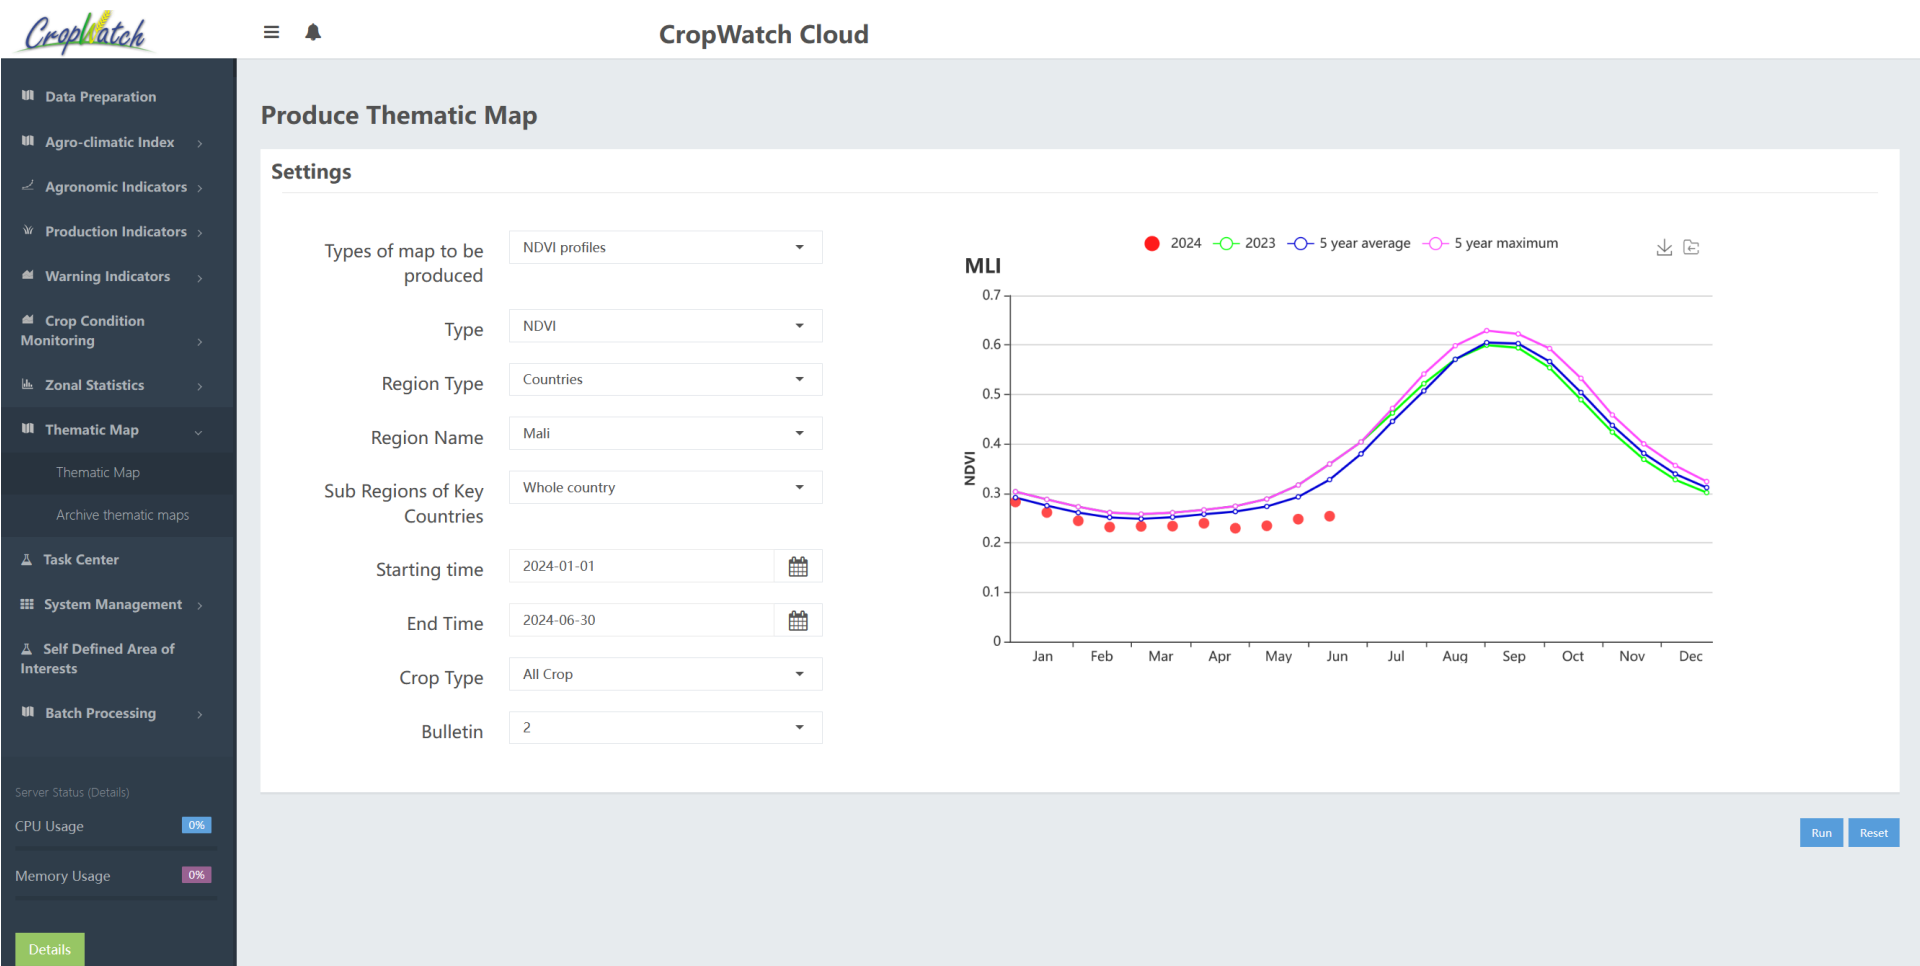 CropWatch
CropWatch Cloud
Data Preparation
Agro-climatic Index
Agronomic Indicators
Production Indicators
Warning Indicators
Crop Condition
Monitoring
Zonal Statistics
Thematic Map
Thematic Map
Archive thematic maps
Task Center
System Management
Self Defined Area of
Interests
Batch Processing
Server Status (Details)
CPU Usage 0%
Memory Usage 0%
Details
Produce Thematic Map
Settings
Types of map to be
produced
NDVI profiles
Type NDVI
Region Type Countries
Region Name Mali
Sub Regions of Key
Countries
Whole country
Starting time 2024-01-01
End Time 2024-06-30
Crop Type All Crop
Bulletin 2
2024 2023 5 year average 5 year maximum
MLI
NDVI
0.7
0.6
0.5
0.4
0.3
0.2
0.1
0
Jan Feb Mar Apr May Jun Jul Aug Sep Oct Nov Dec
Run Reset